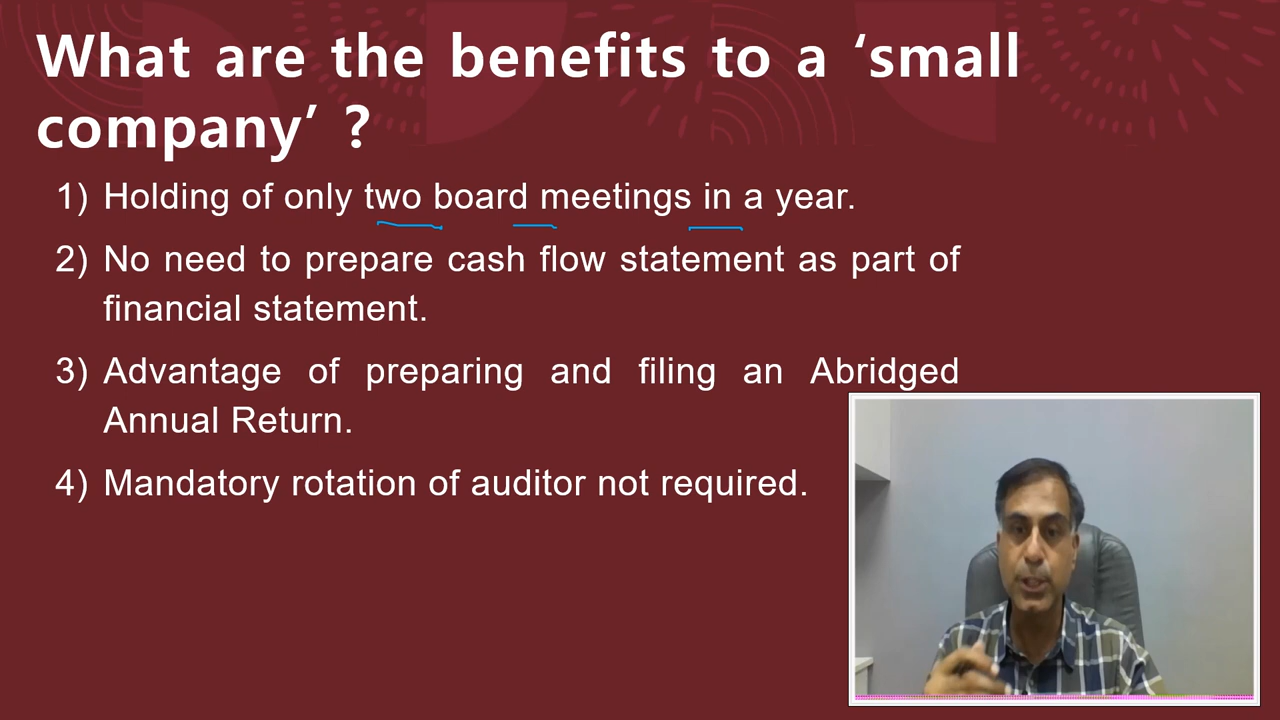 What are the benefits to a ‘small
company’ ?
1) Holding of only two board meetings in a year.
2) No need to prepare cash flow statement as part of
financial statement.
3) Advantage of preparing and filing an Abridged
Annual Return.
4) Mandatory rotation of auditor not required.